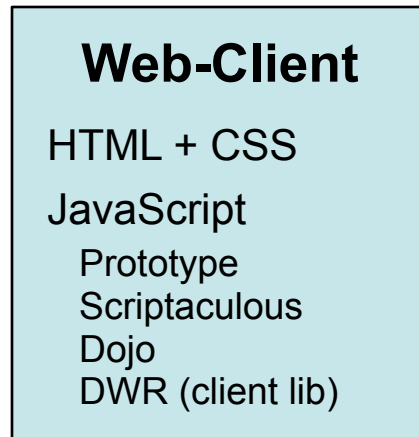 Web-Client
HTML + CSS
JavaScript
Prototype
Scriptaculous
Dojo
DWR (client lib)